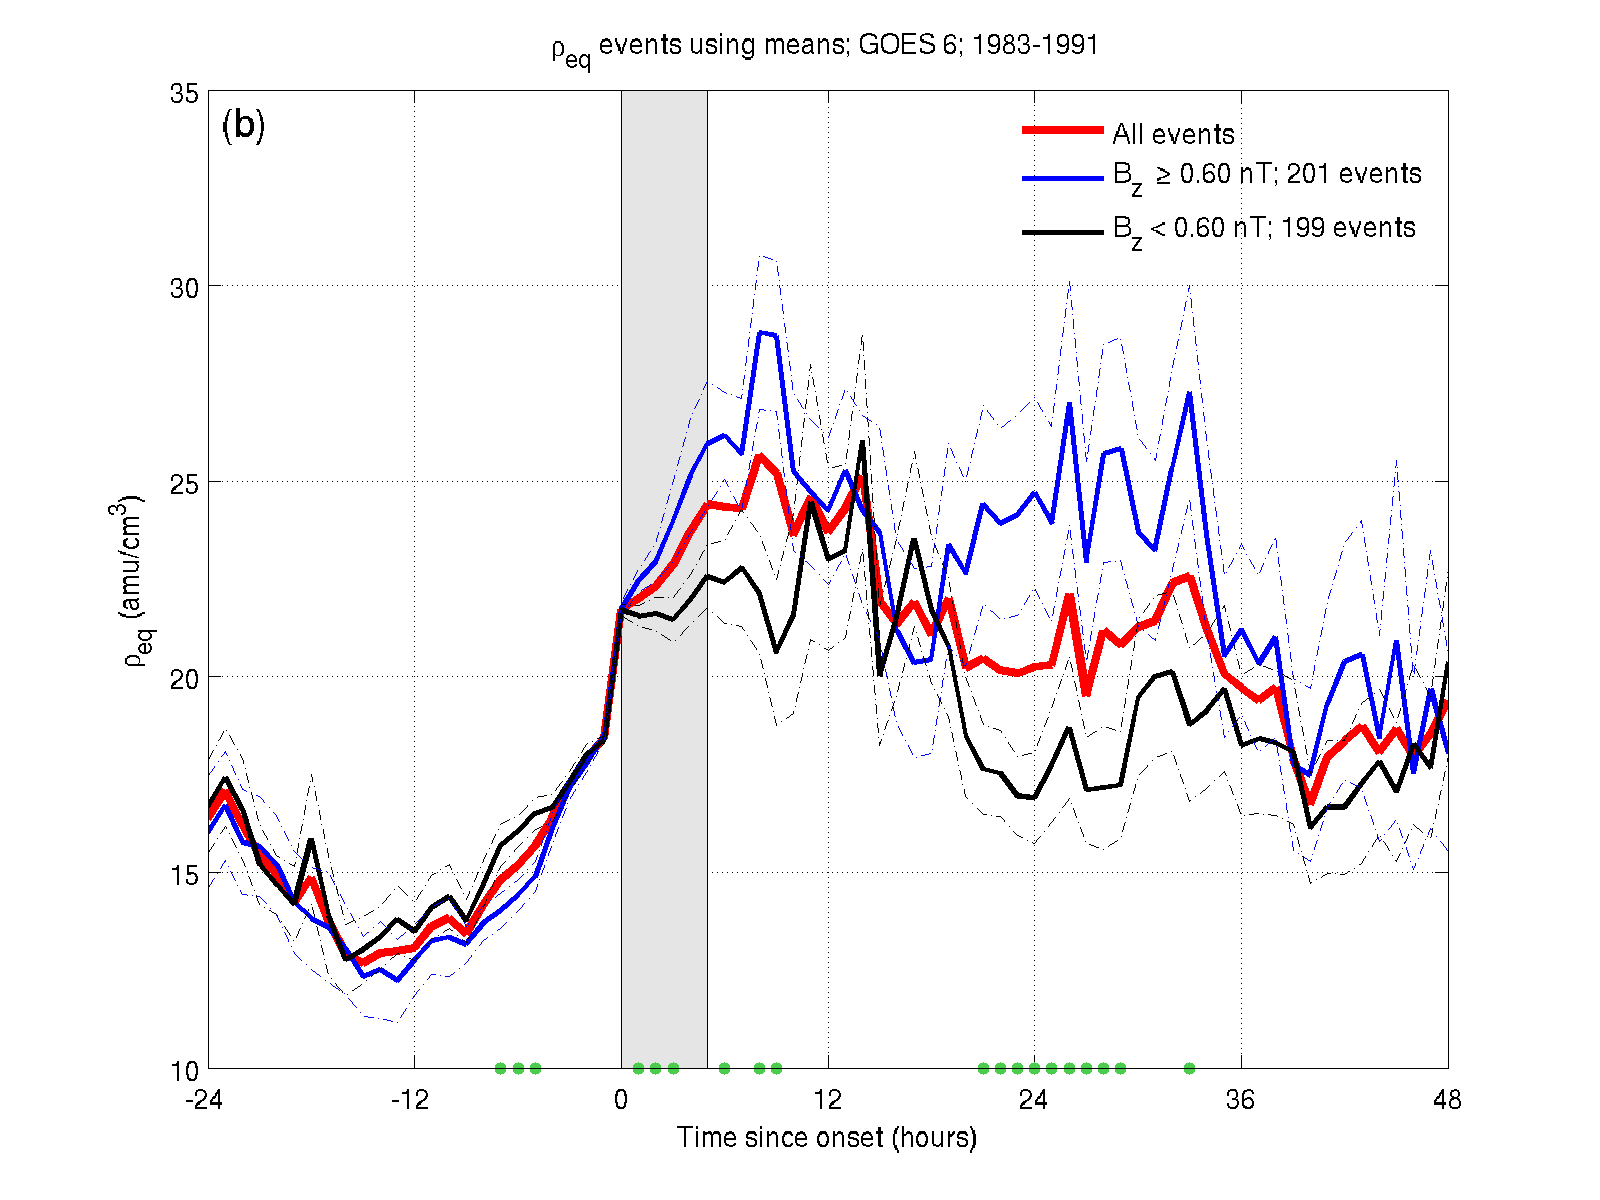 ρeq events using means; GOES 6; 1983-1991
(b)
All events
Bz ≥ 0.60 nT; 201 events
Bz < 0.60 nT; 199 events
35
30
25
20
15
10
ρeq (amu/cm3)
-24 -12 0 12 24 36 48
Time since onset (hours)